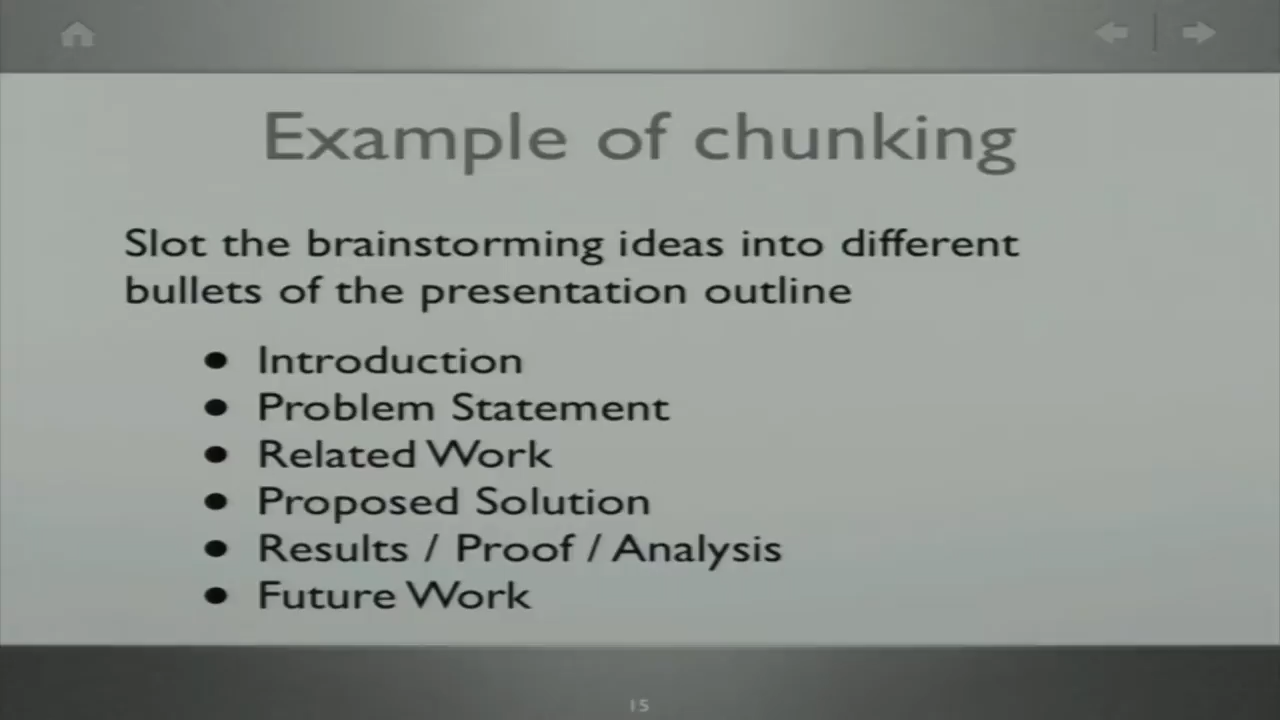 Example of chunking
Slot the brainstorming ideas into different
bullets of the presentation outline
● Introduction
● Problem Statement
● Related Work
● Proposed Solution
● Results / Proof / Analysis
● Future Work
15